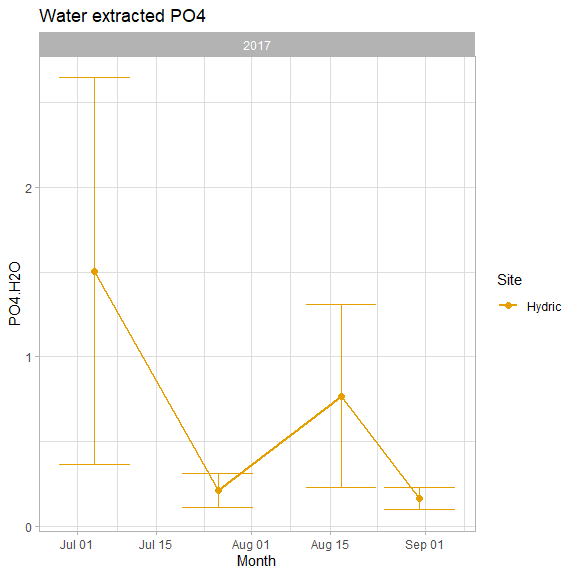 Water extracted PO4
2017
PO4.H2O
2
1
0
Jul 01
Jul 15
Aug 01
Aug 15
Sep 01
Month
Site
Hydric